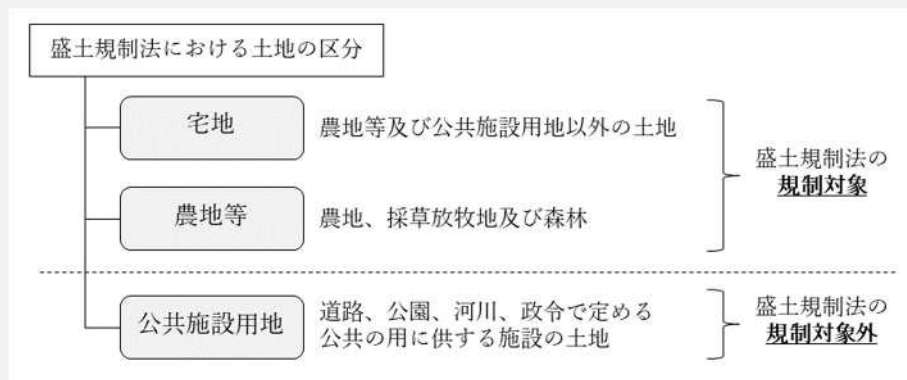 盛土規制法における土地の区分
宅地
農地等及び公共施設用地以外の土地
農地等
農地、採草放牧地及び森林
盛土規制法の
規制対象
公共施設用地
道路、公園、河川、政令で定める
公共の用に供する施設の土地
盛土規制法の
規制対象外